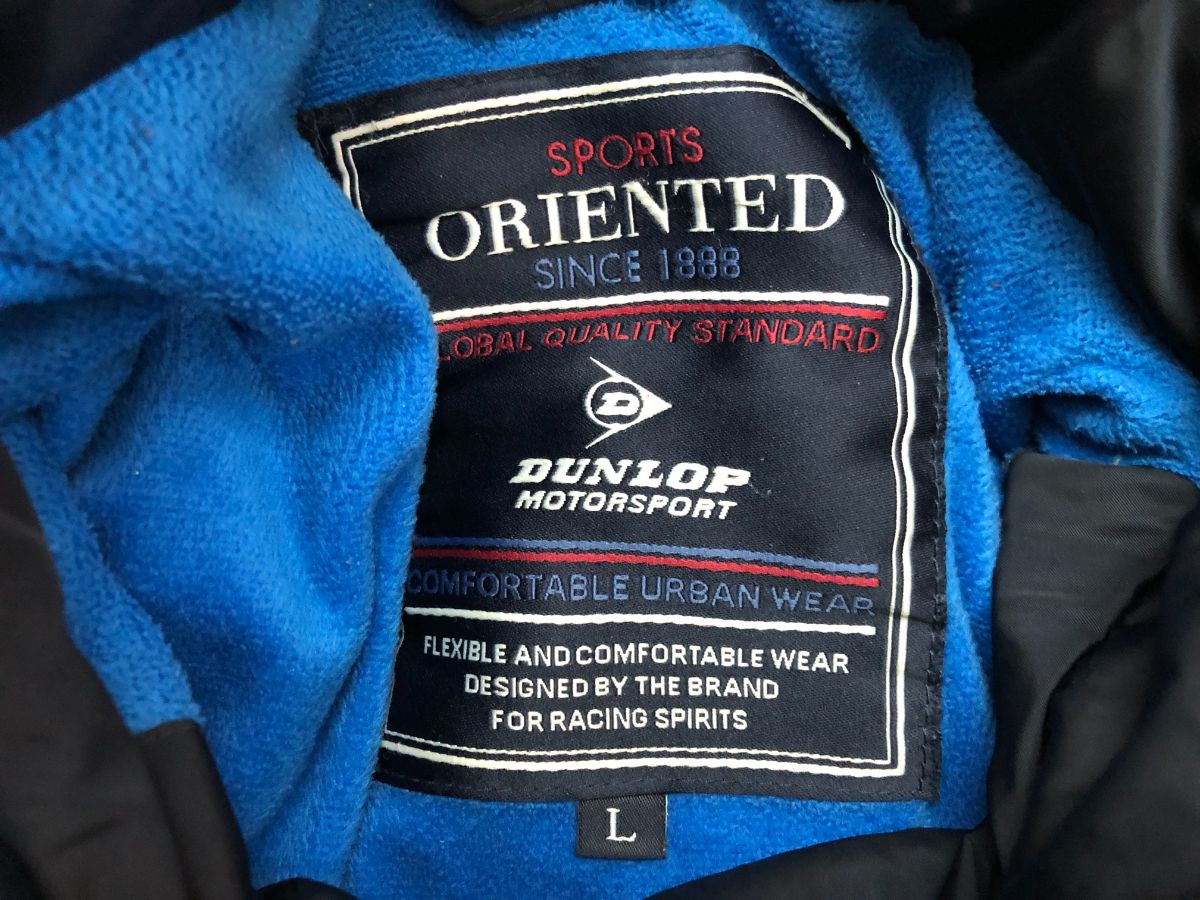 SPORTS
ORIENTED
SINCE 1888
LOBAL QUALITY STANDARD
D
DUNLOP
MOTORSPORT
COMFORTABLE URBAN WEAR
FLEXIBLE AND COMFORTABLE WEAR
DESIGNED BY THE BRAND
FOR RACING SPIRITS
L